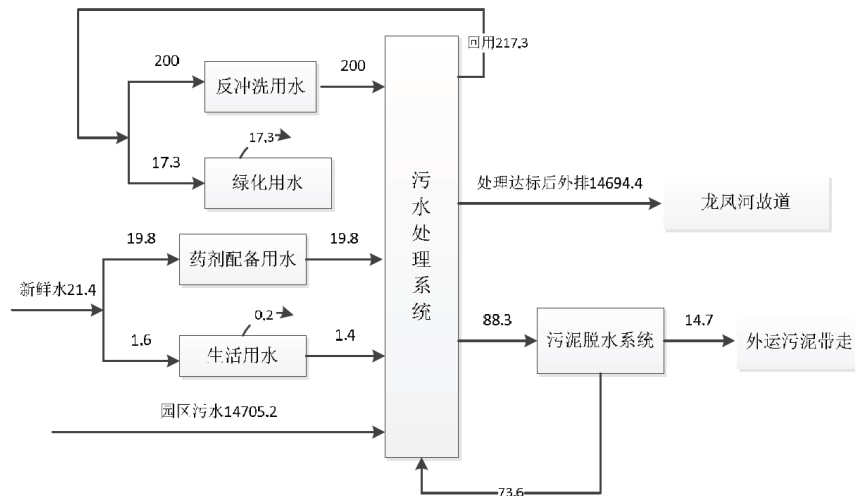 回用217.3
200
反冲洗用水
200
17.3
17.3
绿化用水
污水处理系统
处理达标后外排14694.4
龙凤河故道
19.8
药剂配备用水
19.8
新鲜水21.4
0.2
1.6
生活用水
1.4
88.3
污泥脱水系统
14.7
外运污泥带走
园区污水14705.2
73.6